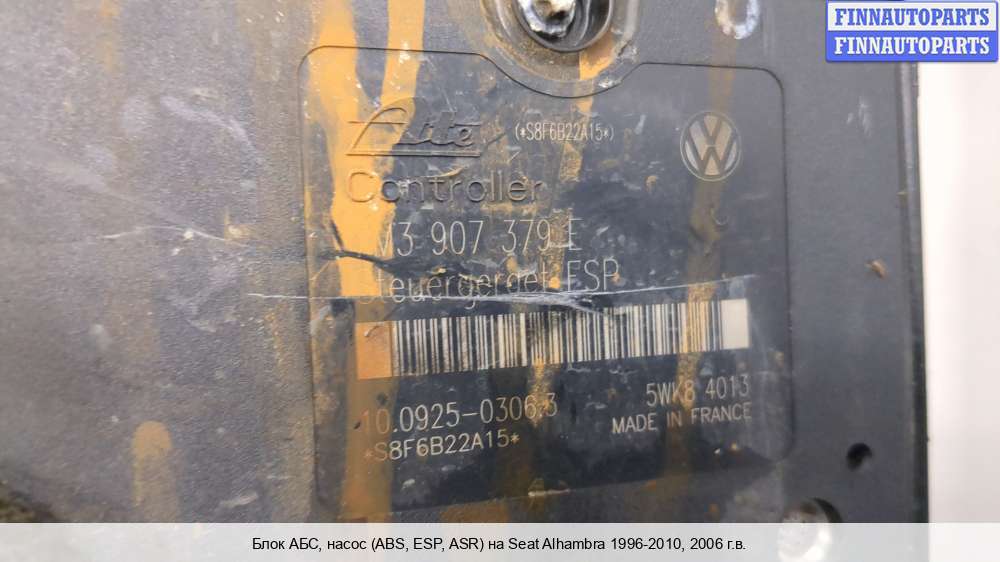 FINNAUTOPARTS
FINNAUTOPARTS
Ate (*S8F6B22A15*)
Controller
M3 907 379 E
Steuergeraet ESP
10.0925-0306.3
5WK8 4013
*S8F6B22A15*
MADE IN FRANCE
Блок АБС, насос (ABS, ESP, ASR) на Seat Alhambra 1996-2010, 2006 г.в.